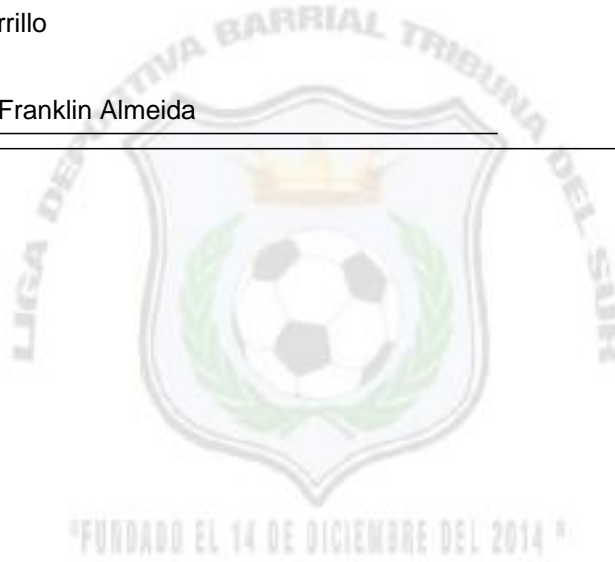 rrillo
LIGA DEPORTIVA BARRIAL TRIBUNA DEL SUR
Franklin Almeida
"FUNDADO EL 14 DE DICIEMBRE DEL 2014 "